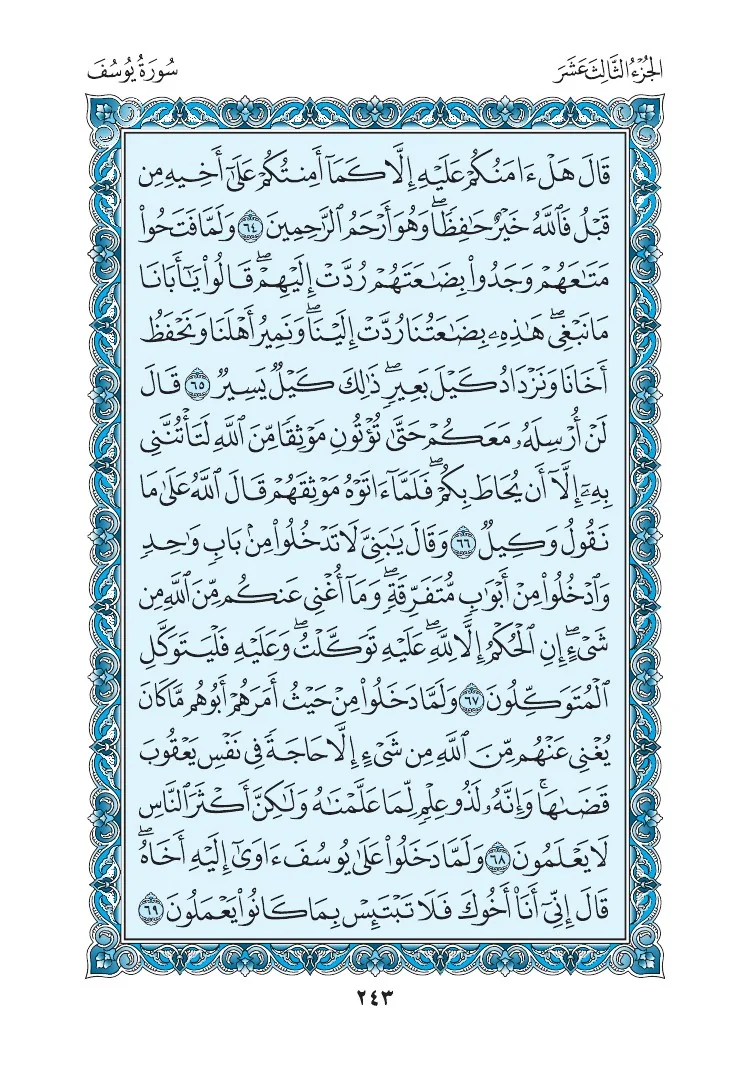 الجُزْءُ الثَّالِثَ عَشَرَ
سُورَةُ يُوسُفَ
قَالَ هَلْ ءَامَنُكُمْ عَلَيْهِ إِلَّا كَمَآ أَمِنتُكُمْ عَلَىٰٓ أَخِيهِ مِن
قَبْلُ فَٱللَّهُ خَيْرٌ حَـٰفِظًاۖ وَهُوَ أَرْحَمُ ٱلرَّٰحِمِينَ ٦٤ وَلَمَّا فَتَحُوا۟
مَتَـٰعَهُمْ وَجَدُوا۟ بِضَـٰعَتَهُمْ رُدَّتْ إِلَيْهِمْۖ قَالُوا۟ يَـٰٓأَبَانَا
مَا نَبْغِىۖ هَـٰذِهِۦ بِضَـٰعَتُنَا رُدَّتْ إِلَيْنَاۖ وَنَمِيرُ أَهْلَنَا وَنَحْفَظُ
أَخَانَا وَنَزْدَادُ كَيْلَ بَعِيرٍۖ ذَٰلِكَ كَيْلٌ يَسِيرٌ ٦٥ قَالَ
لَنْ أُرْسِلَهُۥ مَعَكُمْ حَتَّىٰ تُؤْتُونِ مَوْثِقًا مِّنَ ٱللَّهِ لَتَأْتُنَّنِى
بِهِۦٓ إِلَّآ أَن يُحَاطَ بِكُمْۖ فَلَمَّآ ءَاتَوْهُ مَوْثِقَهُمْ قَالَ ٱللَّهُ عَلَىٰ مَا
نَقُولُ وَكِيلٌ ٦٦ وَقَالَ يَـٰبَنِىَّ لَا تَدْخُلُوا۟ مِنۢ بَابٍ وَٰحِدٍ
وَٱدْخُلُوا۟ مِنْ أَبْوَٰبٍ مُّتَفَرِّقَةٍۖ وَمَآ أُغْنِى عَنكُم مِّنَ ٱللَّهِ مِن
شَىْءٍۖ إِنِ ٱلْحُكْمُ إِلَّا لِلَّهِۖ عَلَيْهِ تَوَكَّلْتُۖ وَعَلَيْهِ فَلْيَتَوَكَّلِ
ٱلْمُتَوَكِّلُونَ ٦٧ وَلَمَّا دَخَلُوا۟ مِنْ حَيْثُ أَمَرَهُمْ أَبُوهُم مَّا كَانَ
يُغْنِى عَنْهُم مِّنَ ٱللَّهِ مِن شَىْءٍ إِلَّا حَاجَةً فِى نَفْسِ يَعْقُوبَ
قَضَىٰهَاۚ وَإِنَّهُۥ لَذُو عِلْمٍ لِّمَا عَلَّمْنَـٰهُ وَلَـٰكِنَّ أَكْثَرَ ٱلنَّاسِ
لَا يَعْلَمُونَ ٦٨ وَلَمَّا دَخَلُوا۟ عَلَىٰ يُوسُفَ ءَاوَىٰٓ إِلَيْهِ أَخَاهُۖ
قَالَ إِنِّىٓ أَنَا۠ أَخُوكَ فَلَا تَبْتَئِسْ بِمَا كَانُوا۟ يَعْمَلُونَ ٦٩
٢٤٣